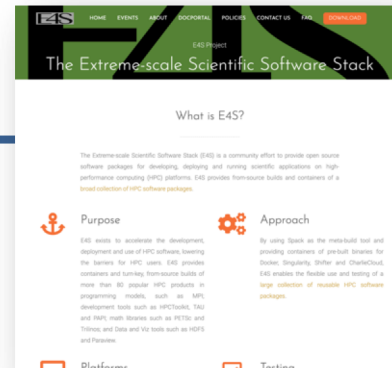 E4S HOME EVENTS ABOUT DOCPORTAL POLICIES CONTACT US FAQ DOWNLOAD
E4S Project
The Extreme-scale Scientific Software Stack
What is E4S?
The Extreme-scale Scientific Software Stack (E4S) is a community effort to provide open source
software packages for developing, deploying and running scientific applications on high-
performance computing (HPC) platforms. E4S provides from-source builds and containers of a
broad collection of HPC software packages.
Purpose
E4S exists to accelerate the development,
deployment and use of HPC software, lowering
the barriers for HPC users. E4S provides
containers and turn-key, from-source builds of
more than 80 popular HPC products in
programming models, such as MPI;
development tools such as HPCToolkit, TAU
and PAPI; math libraries such as PETSc and
Trilinos; and Data and Viz tools such as HDF5
and Paraview.
Approach
By using Spack as the meta-build tool and
providing containers of pre-built binaries for
Docker, Singularity, Shifter and CharlieCloud,
E4S enables the flexible use and testing of a
large collection of reusable HPC software
packages.
Platforms
Testing